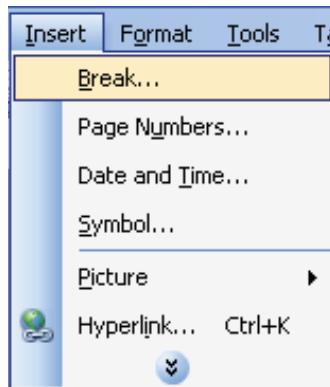 Insert Format Tools
Break...
Page Numbers...
Date and Time...
Symbol...
Picture
Hyperlink... Ctrl+K